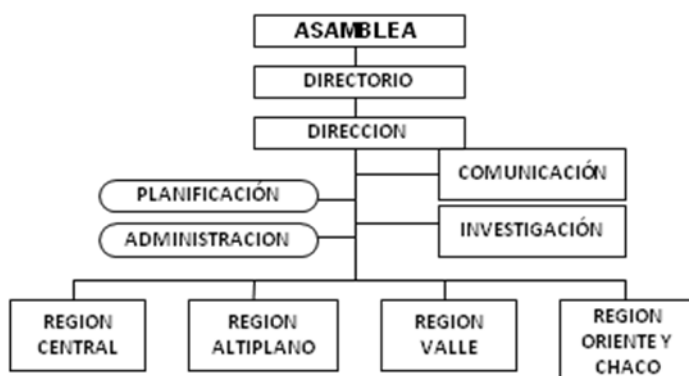 ASAMBLEA
DIRECTORIO
DIRECCION
COMUNICACIÓN
PLANIFICACIÓN
INVESTIGACIÓN
ADMINISTRACION
REGION
CENTRAL
REGION
ALTIPLANO
REGION
VALLE
REGION
ORIENTE Y
CHACO